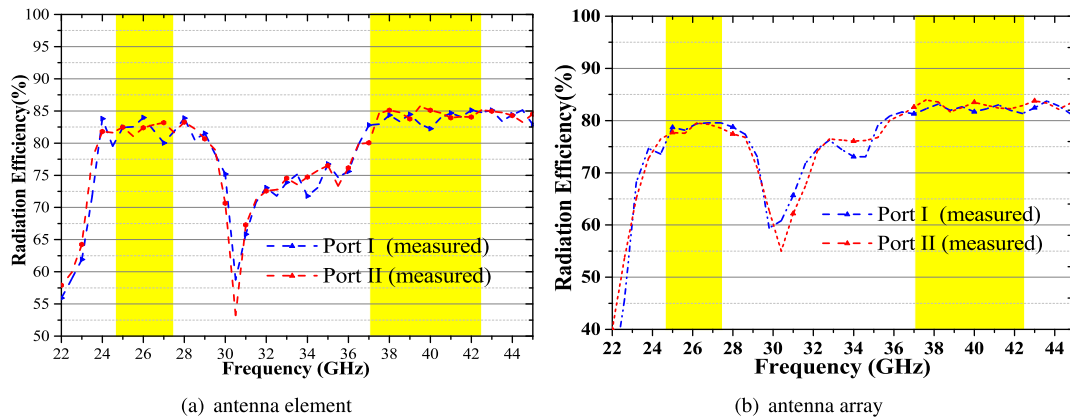 100
95
90
85
80
75
70
65
60
55
50
Radiation Efficiency(%)
Port I (measured)
Port II (measured)
22 24 26 28 30 32 34 36 38 40 42 44
Frequency (GHz)
(a) antenna element
100
90
80
70
60
50
40
Radiation Efficiency(%)
Port I (measured)
Port II (measured)
22 24 26 28 30 32 34 36 38 40 42 44
Frequency (GHz)
(b) antenna array